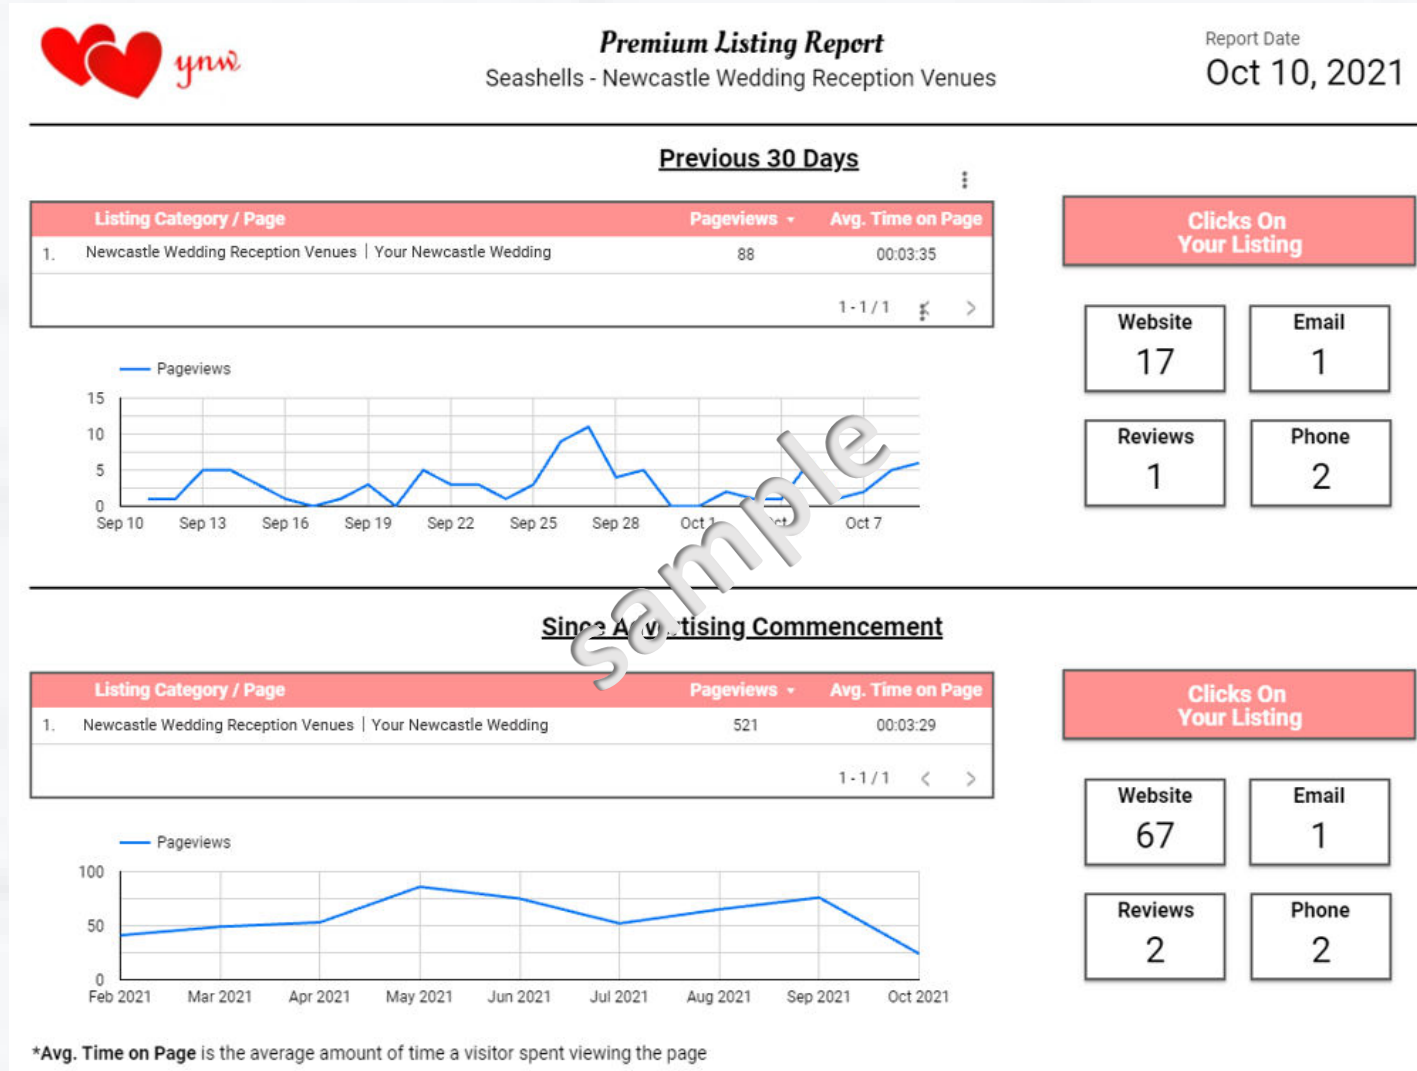 ynw
Premium Listing Report
Seashells - Newcastle Wedding Reception Venues
Report Date
Oct 10, 2021
Previous 30 Days
Listing Category / Page Pageviews Avg. Time on Page
1. Newcastle Wedding Reception Venues | Your Newcastle Wedding 88 00:03:35
1 - 1 / 1 < >
Clicks On
Your Listing
Website Email
17 1
Reviews Phone
1 2
Pageviews
15
10
5
0
Sep 10 Sep 13 Sep 16 Sep 19 Sep 22 Sep 25 Sep 28 Oct 1 Oct 7
sample
Since Advertising Commencement
Listing Category / Page Pageviews Avg. Time on Page
1. Newcastle Wedding Reception Venues | Your Newcastle Wedding 521 00:03:29
1 - 1 / 1 < >
Clicks On
Your Listing
Website Email
67 1
Reviews Phone
2 2
Pageviews
100
50
0
Feb 2021 Mar 2021 Apr 2021 May 2021 Jun 2021 Jul 2021 Aug 2021 Sep 2021 Oct 2021
*Avg. Time on Page is the average amount of time a visitor spent viewing the page